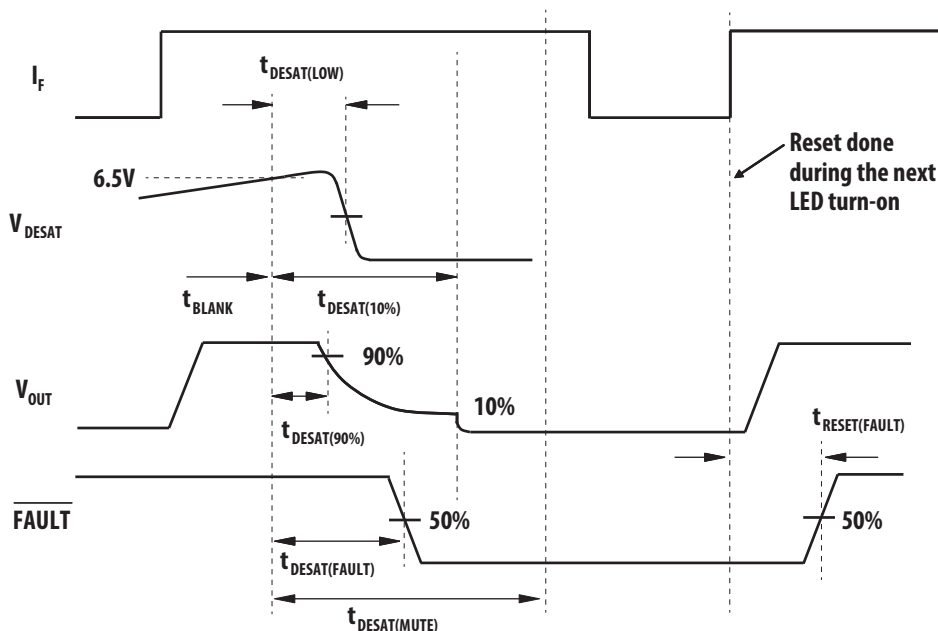 I_F
t_DESAT(LOW)
Reset done
during the next
LED turn-on
6.5V
V_DESAT
t_BLANK
t_DESAT(10%)
90%
V_OUT
10%
t_DESAT(90%)
t_RESET(FAULT)
FAULT
50%
50%
t_DESAT(FAULT)
t_DESAT(MUTE)